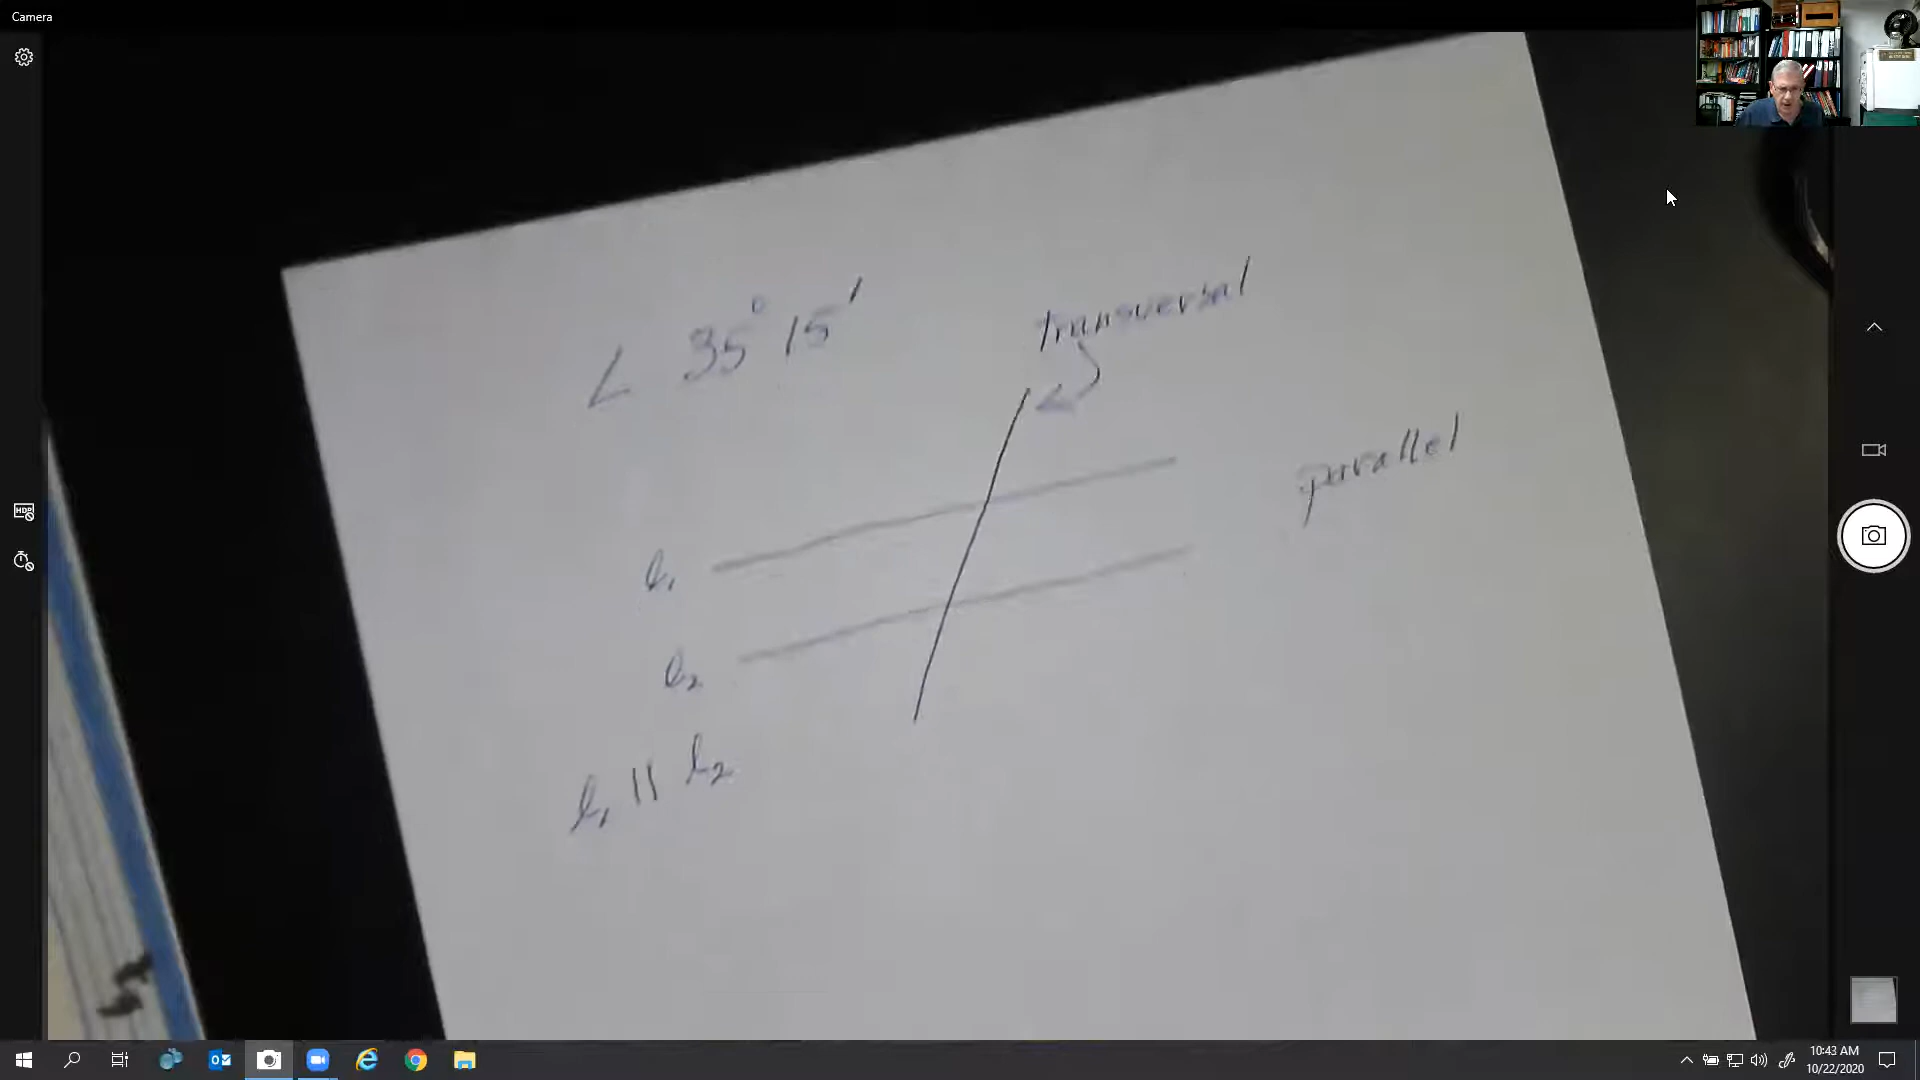 Camera
∠ 35° 15'
transversal
parallel
l₁
l₂
l₁ || l₂
10:43 AM
10/22/2020